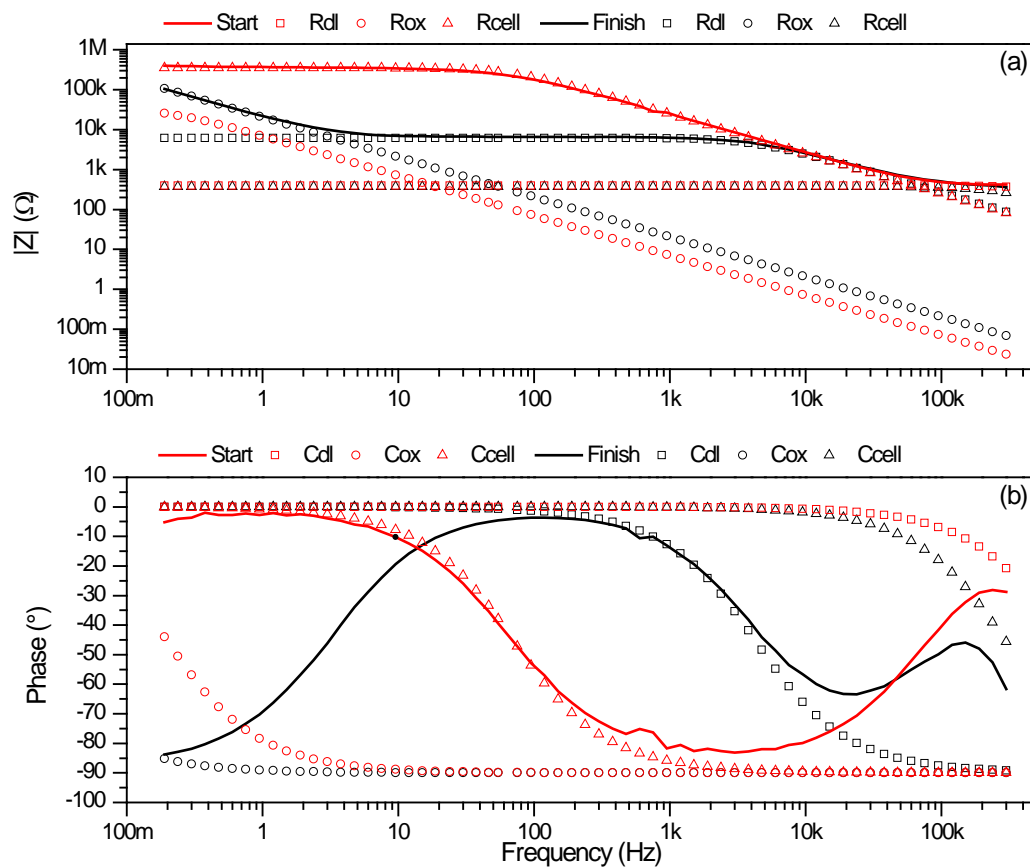 Start Rdl Rox Rcell Finish Rdl Rox Rcell
(a)
1M
100k
10k
1k
100
10
1
100m
10m
|Z| (Ω)
100m 1 10 100 1k 10k 100k
Start Cdl Cox Ccell Finish Cdl Cox Ccell
(b)
10
0
-10
-20
-30
-40
-50
-60
-70
-80
-90
-100
Phase (°)
100m 1 10 100 1k 10k 100k
Frequency (Hz)